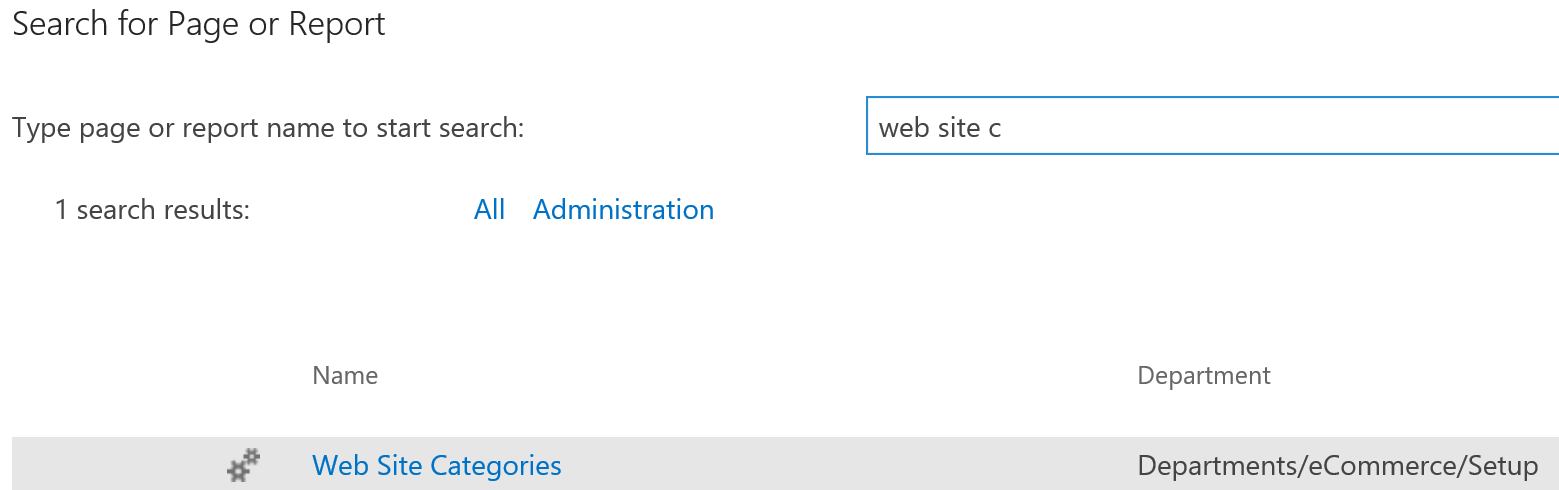 Search for Page or Report
Type page or report name to start search: web site c
1 search results: All Administration
Name Department
Web Site Categories Departments/eCommerce/Setup